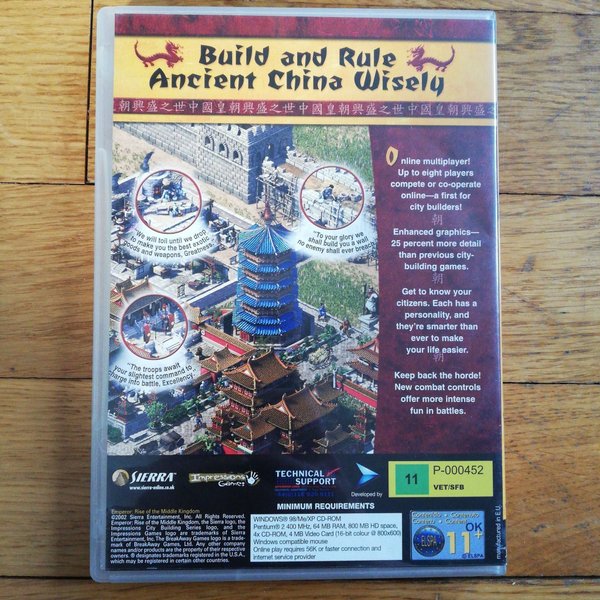 Build and Rule
Ancient China Wisely
皇朝興盛之世中國皇朝興盛之世中國皇朝興盛之世中國
"We will toil until we drop
to make you the best exotic
goods and weapons, Greatness."
"To your glory we
shall build you a wall
no enemy shall ever breach
"The troops await
your slightest command to
charge into battle, Excellency."
Online multiplayer!
Up to eight players
compete or co-operate
online—a first for
city builders!
朝
Enhanced graphics—
25 percent more detail
than previous city-
building games.
朝
Get to know your
citizens. Each has a
personality, and
they're smarter than
ever to make
your life easier.
朝
Keep back the horde!
New combat controls
offer more intense
fun in battles.
SIERRA
www.sierra-online.co.uk
Impressions
Games
TECHNICAL
SUPPORT
Developed by
11
P-000452
VET/SFB
Emperor: Rise of the Middle Kingdom
©2002 Sierra Entertainment, Inc. All Rights Reserved.
Emperor: Rise of the Middle Kingdom, the Sierra logo, and the
Impressions City Building Series logo, and the
Impressions Games logo are trademarks of Sierra
Entertainment, Inc. The BreakAway Games logo is a trade-
mark of BreakAway Games, Ltd. Any other company
names and/or products are the property of their respective
owners. ® designates trademarks registered in the U.S.A.,
which may be registered in certain other countries.
MINIMUM REQUIREMENTS
WINDOWS® 98/Me/XP CD-ROM
Pentium® 2 400 MHz, 64 MB RAM, 800 MB HD space,
4x CD-ROM, 4 MB Video Card (16-bit colour @ 800x600)
Windows compatible mouse
Online play requires 56K or faster connection and
internet service provider
Contenido
Contenu
ELSPA
11+
OK
ELSPA
manufactured in E.U.